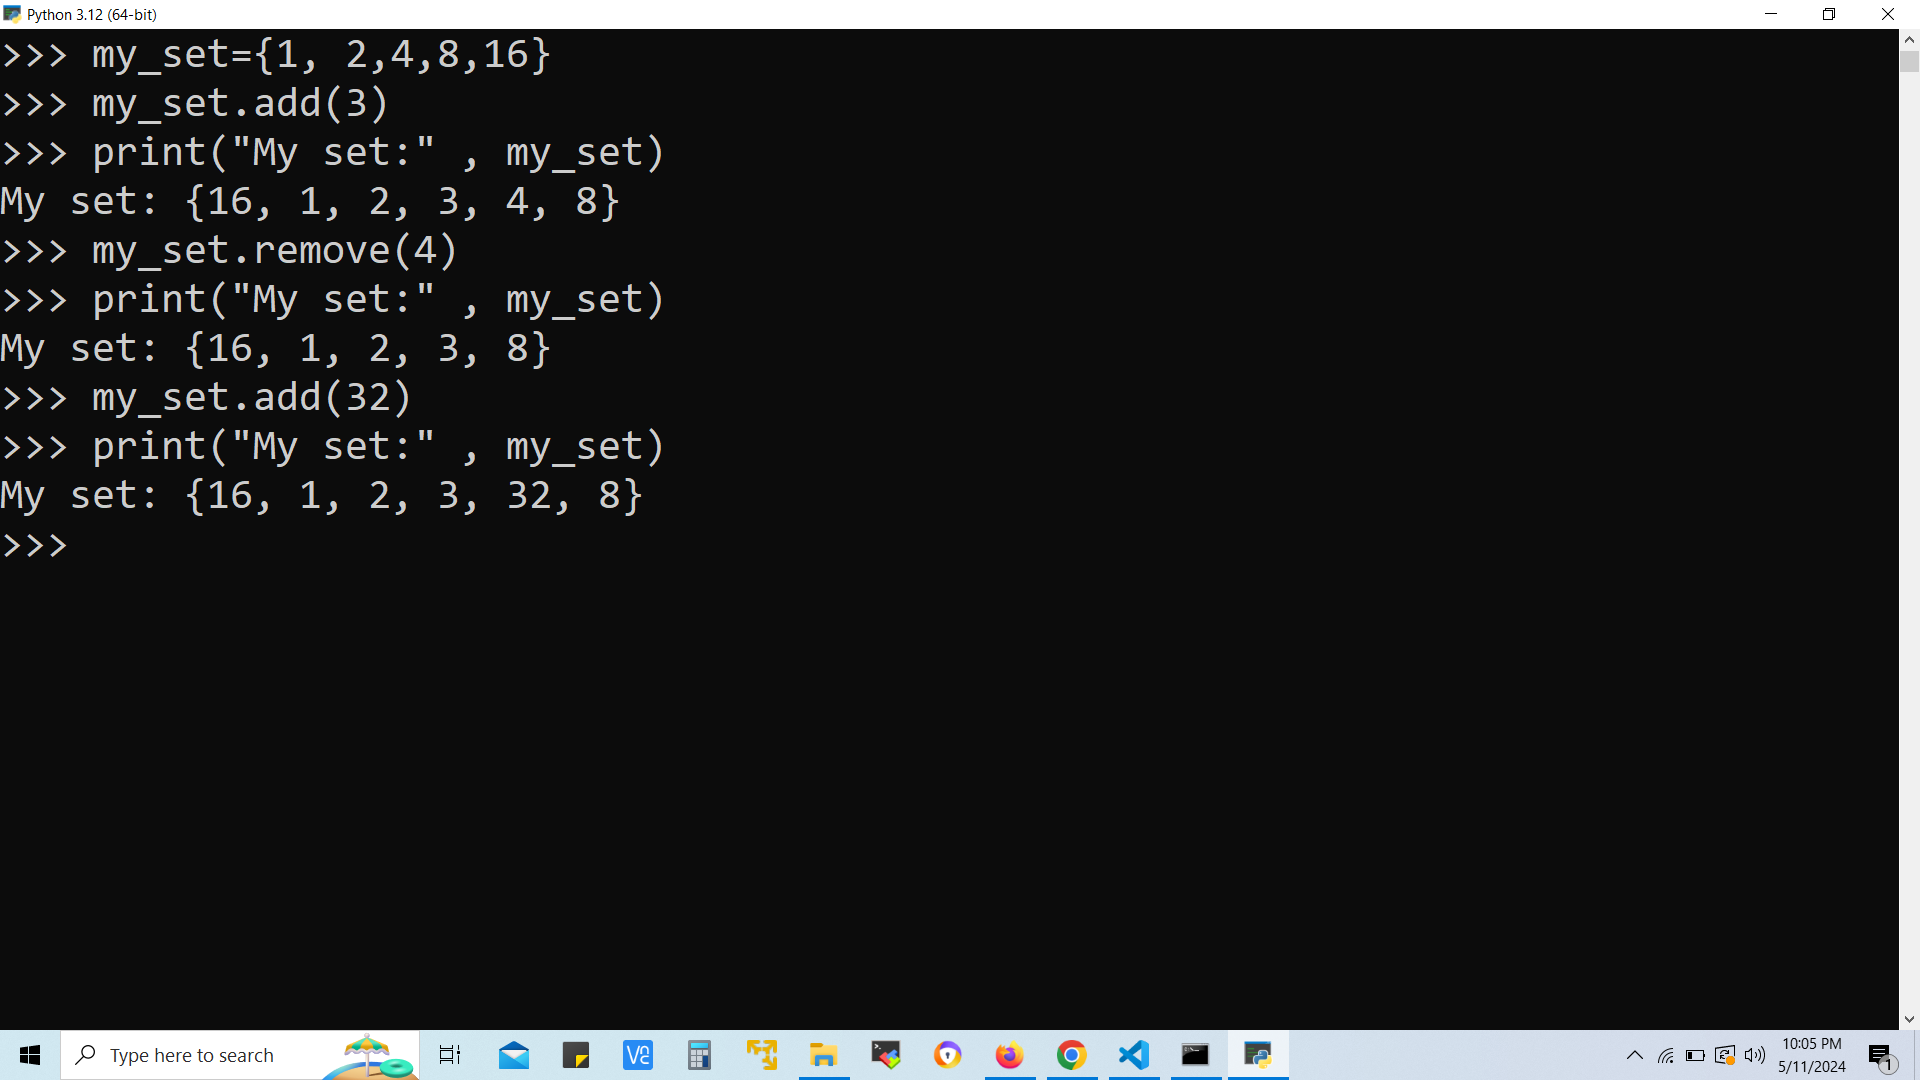 Python 3.12 (64-bit)
>>> my_set={1, 2,4,8,16}
>>> my_set.add(3)
>>> print("My set:" , my_set)
My set: {16, 1, 2, 3, 4, 8}
>>> my_set.remove(4)
>>> print("My set:" , my_set)
My set: {16, 1, 2, 3, 8}
>>> my_set.add(32)
>>> print("My set:" , my_set)
My set: {16, 1, 2, 3, 32, 8}
>>>
Type here to search
10:05 PM
5/11/2024
1